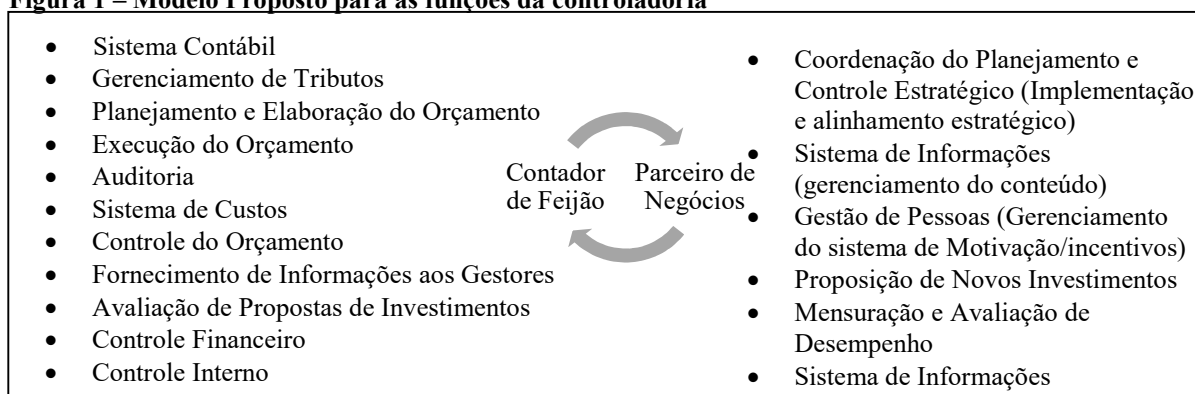 Figura 1 – Modelo Proposto para as funções da controladoria
• Sistema Contábil
• Gerenciamento de Tributos
• Planejamento e Elaboração do Orçamento
• Execução do Orçamento
• Auditoria
• Sistema de Custos
• Controle do Orçamento
• Fornecimento de Informações aos Gestores
• Avaliação de Propostas de Investimentos
• Controle Financeiro
• Controle Interno
Contador
de Feijão
Parceiro de
Negócios
• Coordenação do Planejamento e
Controle Estratégico (Implementação
e alinhamento estratégico)
• Sistema de Informações
(gerenciamento do conteúdo)
• Gestão de Pessoas (Gerenciamento
do sistema de Motivação/incentivos)
• Proposição de Novos Investimentos
• Mensuração e Avaliação de
Desempenho
• Sistema de Informações